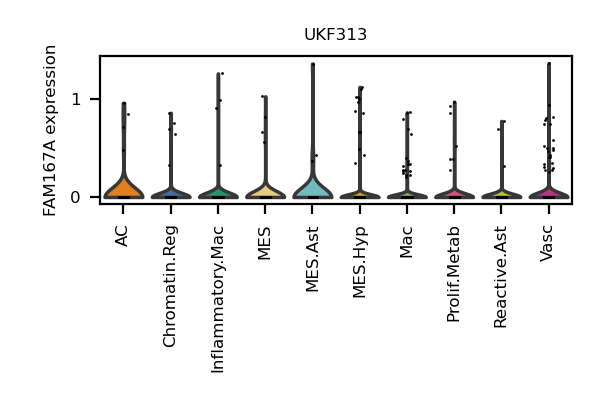 UKF313
FAM167A expression
1
0
AC
Chromatin.Reg
Inflammatory.Mac
MES
MES.Ast
MES.Hyp
Mac
Prolif.Metab
Reactive.Ast
Vasc